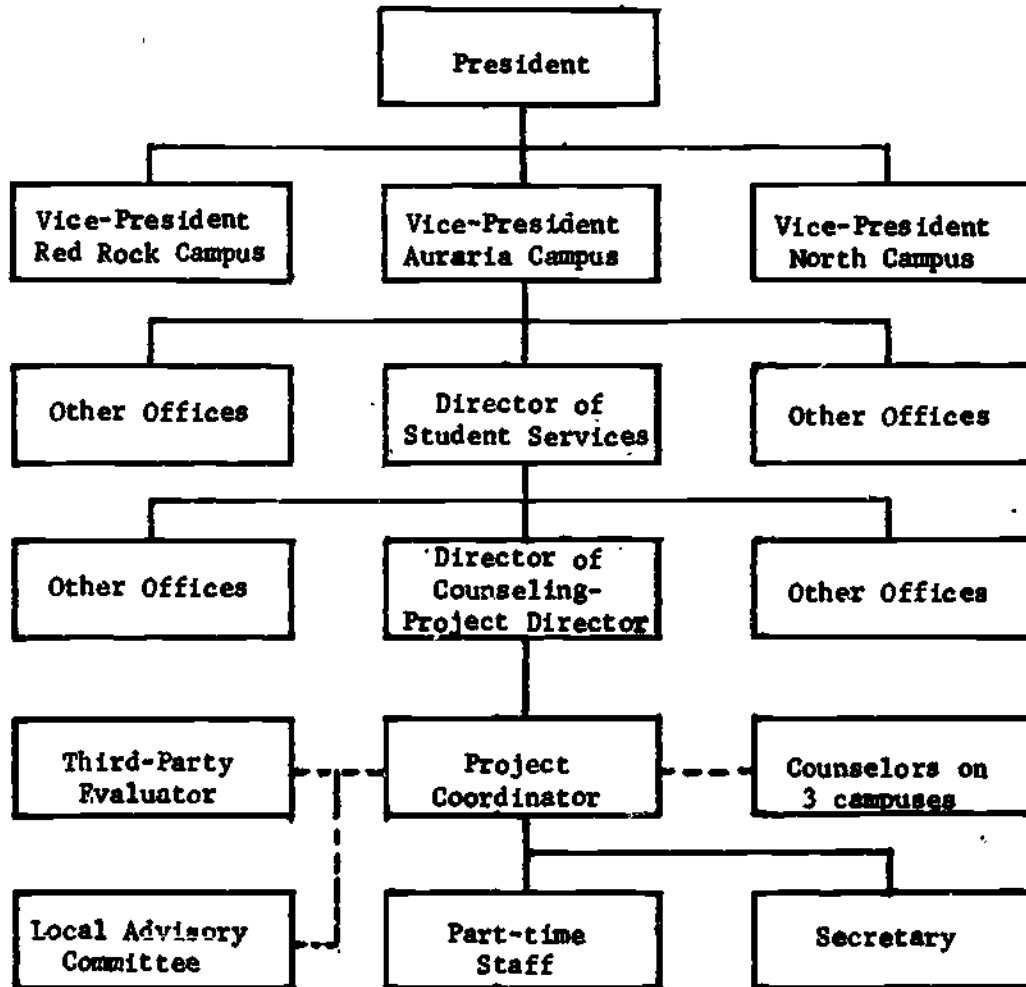 President
Vice-President
Red Rock Campus
Vice-President
Auraria Campus
Vice-President
North Campus
Other Offices
Director of
Student Services
Other Offices
Other Offices
Director of
Counseling-
Project Director
Other Offices
Third-Party
Evaluator
Project
Coordinator
Counselors on
3 campuses
Local Advisory
Committee
Part-time
Staff
Secretary